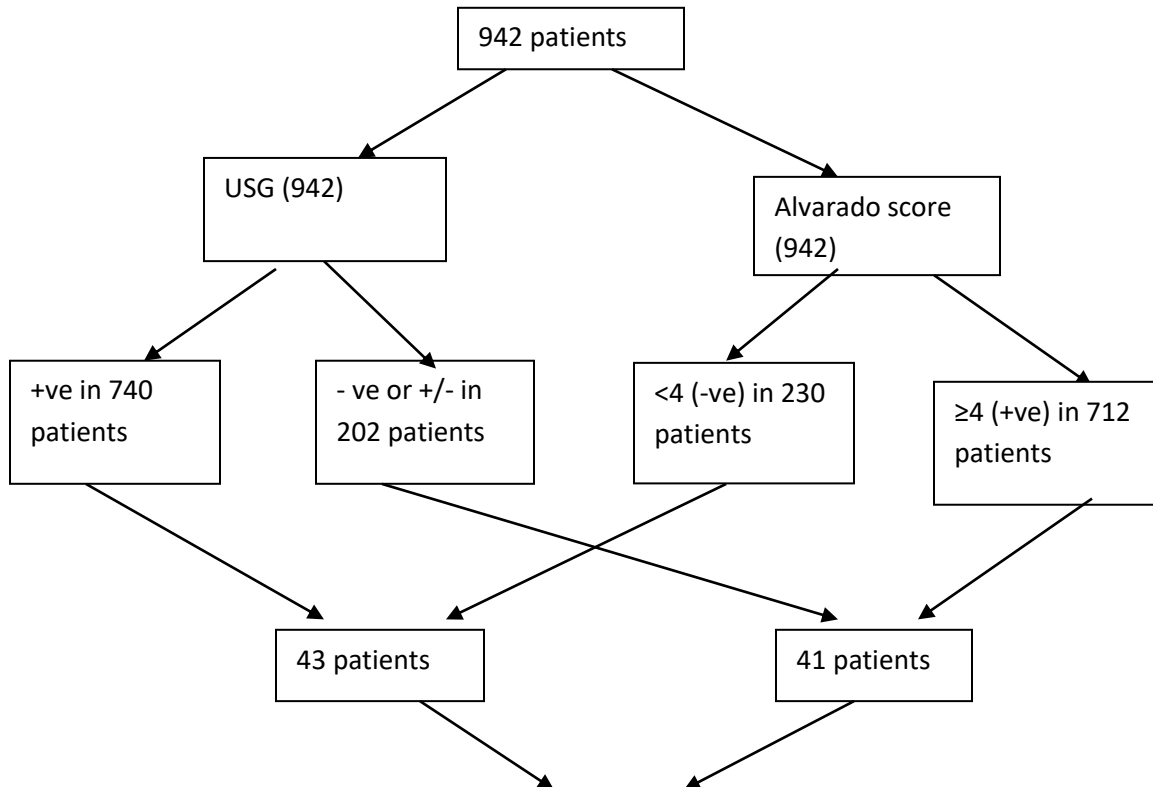 942 patients
USG (942)
Alvarado score
(942)
+ve in 740
patients
- ve or +/- in
202 patients
<4 (-ve) in 230
patients
≥4 (+ve) in 712
patients
43 patients
41 patients